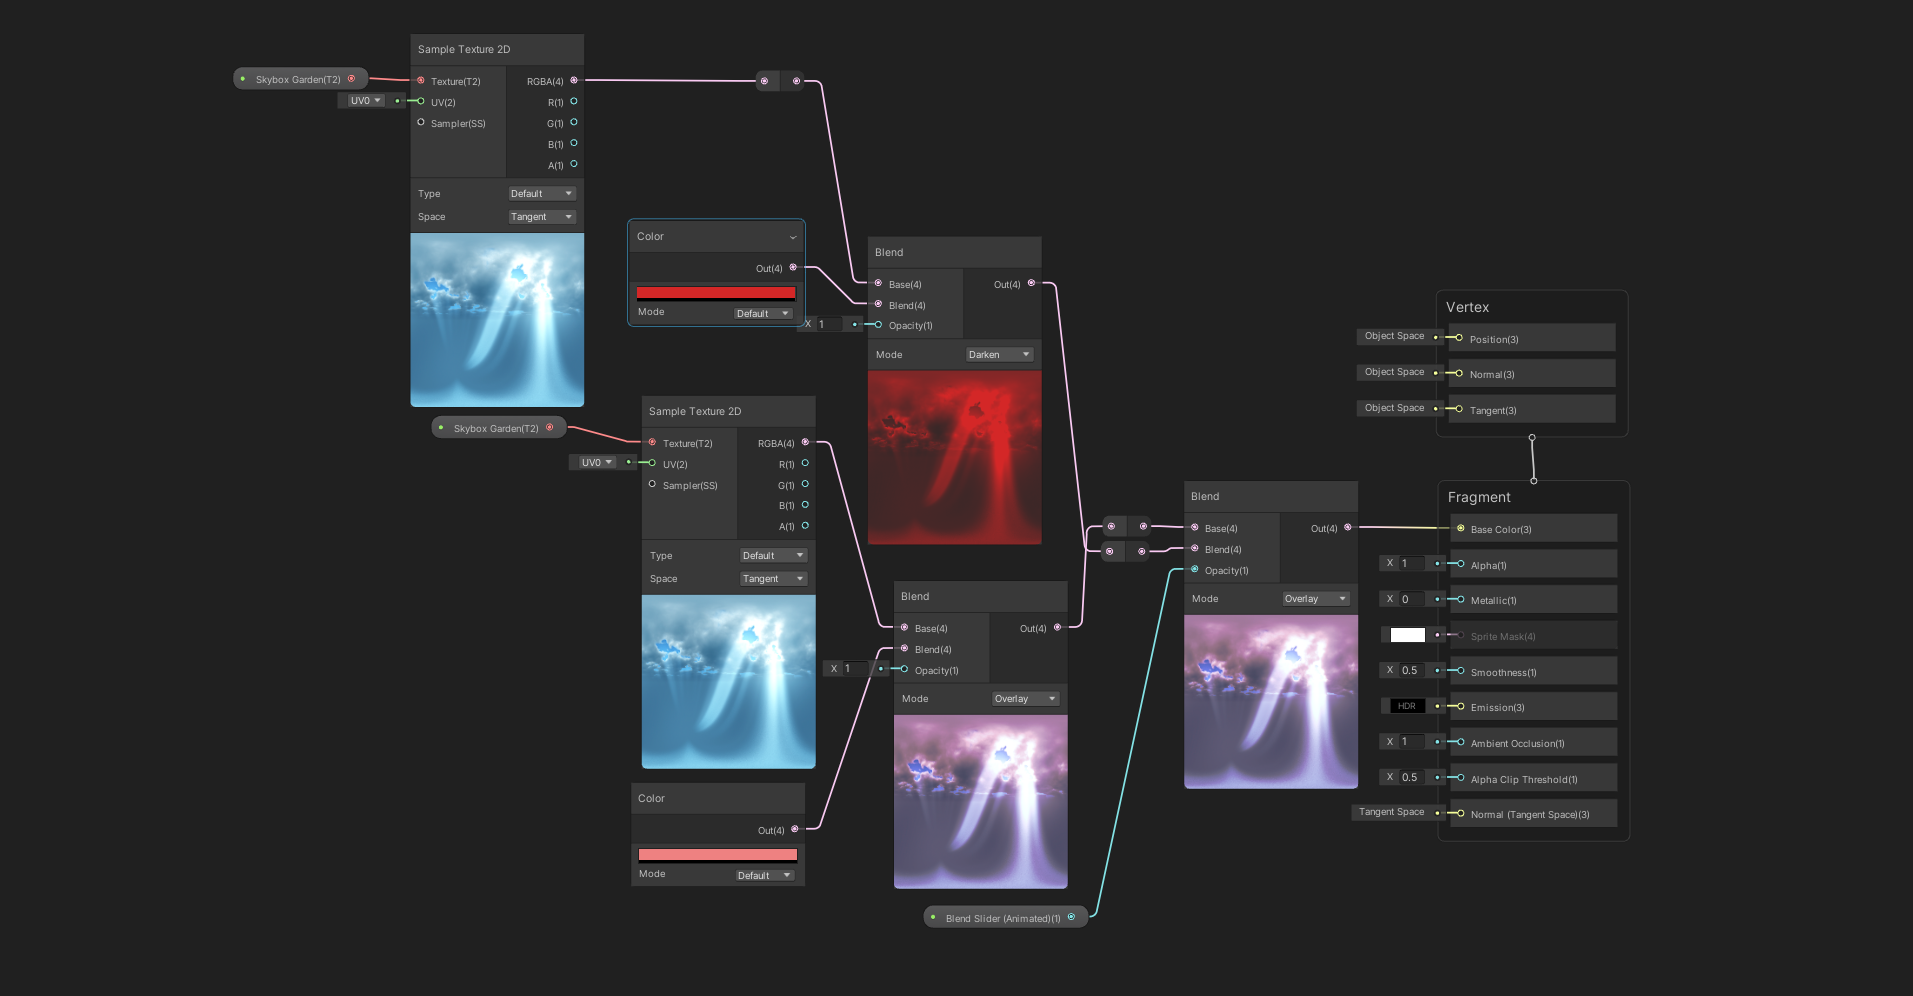 Sample Texture 2D
Skybox Garden(T2)
Texture(T2)
RGBA(4)
UV0
UV(2)
R(1)
Sampler(SS)
G(1)
B(1)
A(1)
Type
Default
Space
Tangent
Color
Out(4)
Mode
Default
Blend
Base(4)
Out(4)
Blend(4)
X 1
Opacity(1)
Mode
Darken
Sample Texture 2D
Skybox Garden(T2)
Texture(T2)
RGBA(4)
UV0
UV(2)
R(1)
Sampler(SS)
G(1)
B(1)
A(1)
Type
Default
Space
Tangent
Color
Out(4)
Mode
Default
Blend
Base(4)
Out(4)
Blend(4)
X 1
Opacity(1)
Mode
Overlay
Blend Slider (Animated)(1)
Blend
Base(4)
Out(4)
Blend(4)
Opacity(1)
Mode
Overlay
Vertex
Object Space
Position(3)
Object Space
Normal(3)
Object Space
Tangent(3)
Fragment
Base Color(3)
X 1
Alpha(1)
X 0
Metallic(1)
Sprite Mask(4)
X 0.5
Smoothness(1)
HDR
Emission(3)
X 1
Ambient Occlusion(1)
X 0.5
Alpha Clip Threshold(1)
Tangent Space
Normal (Tangent Space)(3)